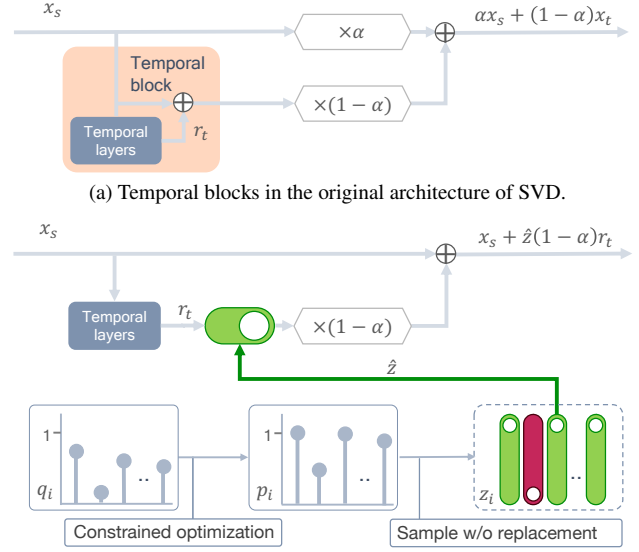 x_s
×α
αx_s + (1 − α)x_t
Temporal
block
Temporal
layers
r_t
×(1 − α)
(a) Temporal blocks in the original architecture of SVD.
x_s
x_s + ẑ(1 − α)r_t
Temporal
layers
r_t
×(1 − α)
ẑ
1
q_i
..
1
p_i
..
z_i
..
Constrained optimization
Sample w/o replacement